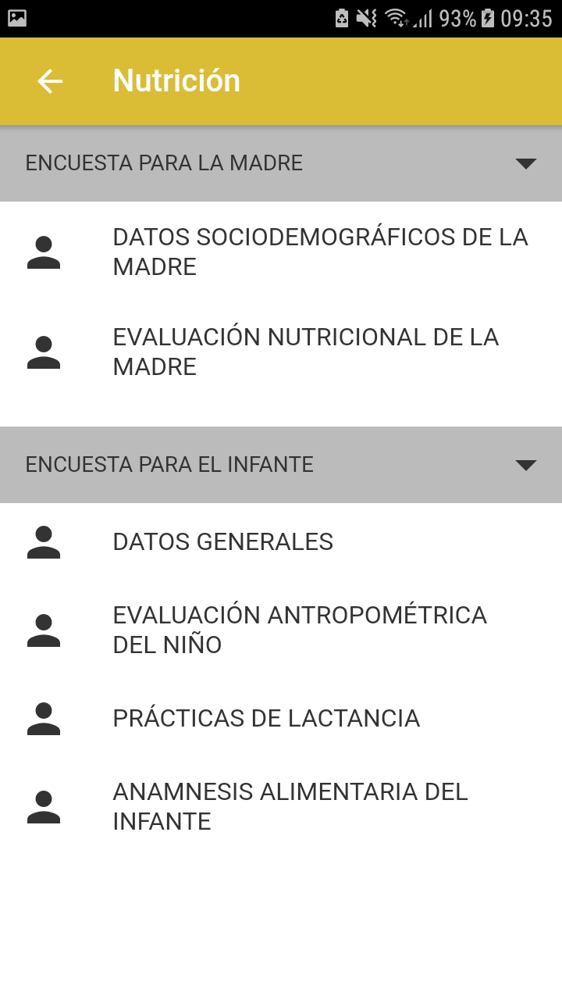 93% 09:35
Nutrición
ENCUESTA PARA LA MADRE
DATOS SOCIODEMOGRÁFICOS DE LA
MADRE
EVALUACIÓN NUTRICIONAL DE LA
MADRE
ENCUESTA PARA EL INFANTE
DATOS GENERALES
EVALUACIÓN ANTROPOMÉTRICA
DEL NIÑO
PRÁCTICAS DE LACTANCIA
ANAMNESIS ALIMENTARIA DEL
INFANTE